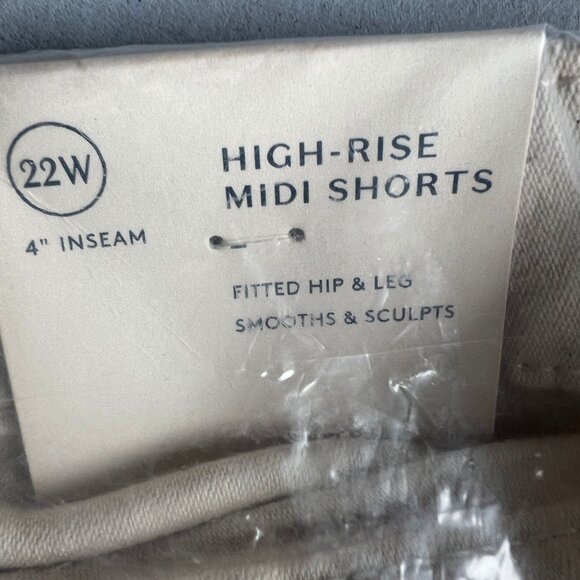 22W
4" INSEAM
HIGH-RISE
MiDI SHORTS
FITTED HIP & LEG
SMOOTHS & SCULPTS